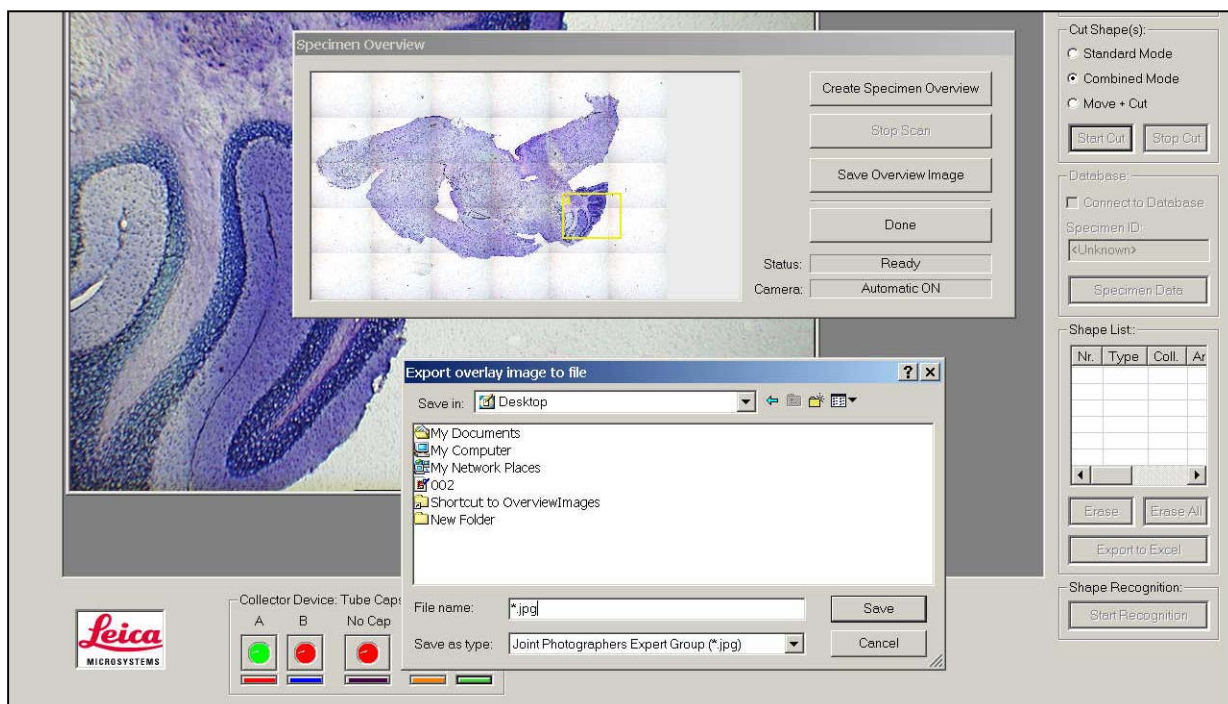 Specimen Overview
Create Specimen Overview
Stop Scan
Save Overview Image
Done
Status: Ready
Camera: Automatic ON
Export overlay image to file
Save in: Desktop
My Documents
My Computer
My Network Places
002
Shortcut to OverviewImages
New Folder
File name: *.jpg
Save
Save as type: Joint Photographers Expert Group (*.jpg)
Cancel
Leica
MICROSYSTEMS
Collector Device: Tube Caps
A B No Cap
Cut Shape(s):
Standard Mode
Combined Mode
Move + Cut
Start Cut Stop Cut
Database:
Connect to Database
Specimen ID:
<Unknown>
Specimen Data
Shape List:
Nr. Type Coll. Ar
Erase Erase All
Export to Excel
Shape Recognition:
Start Recognition